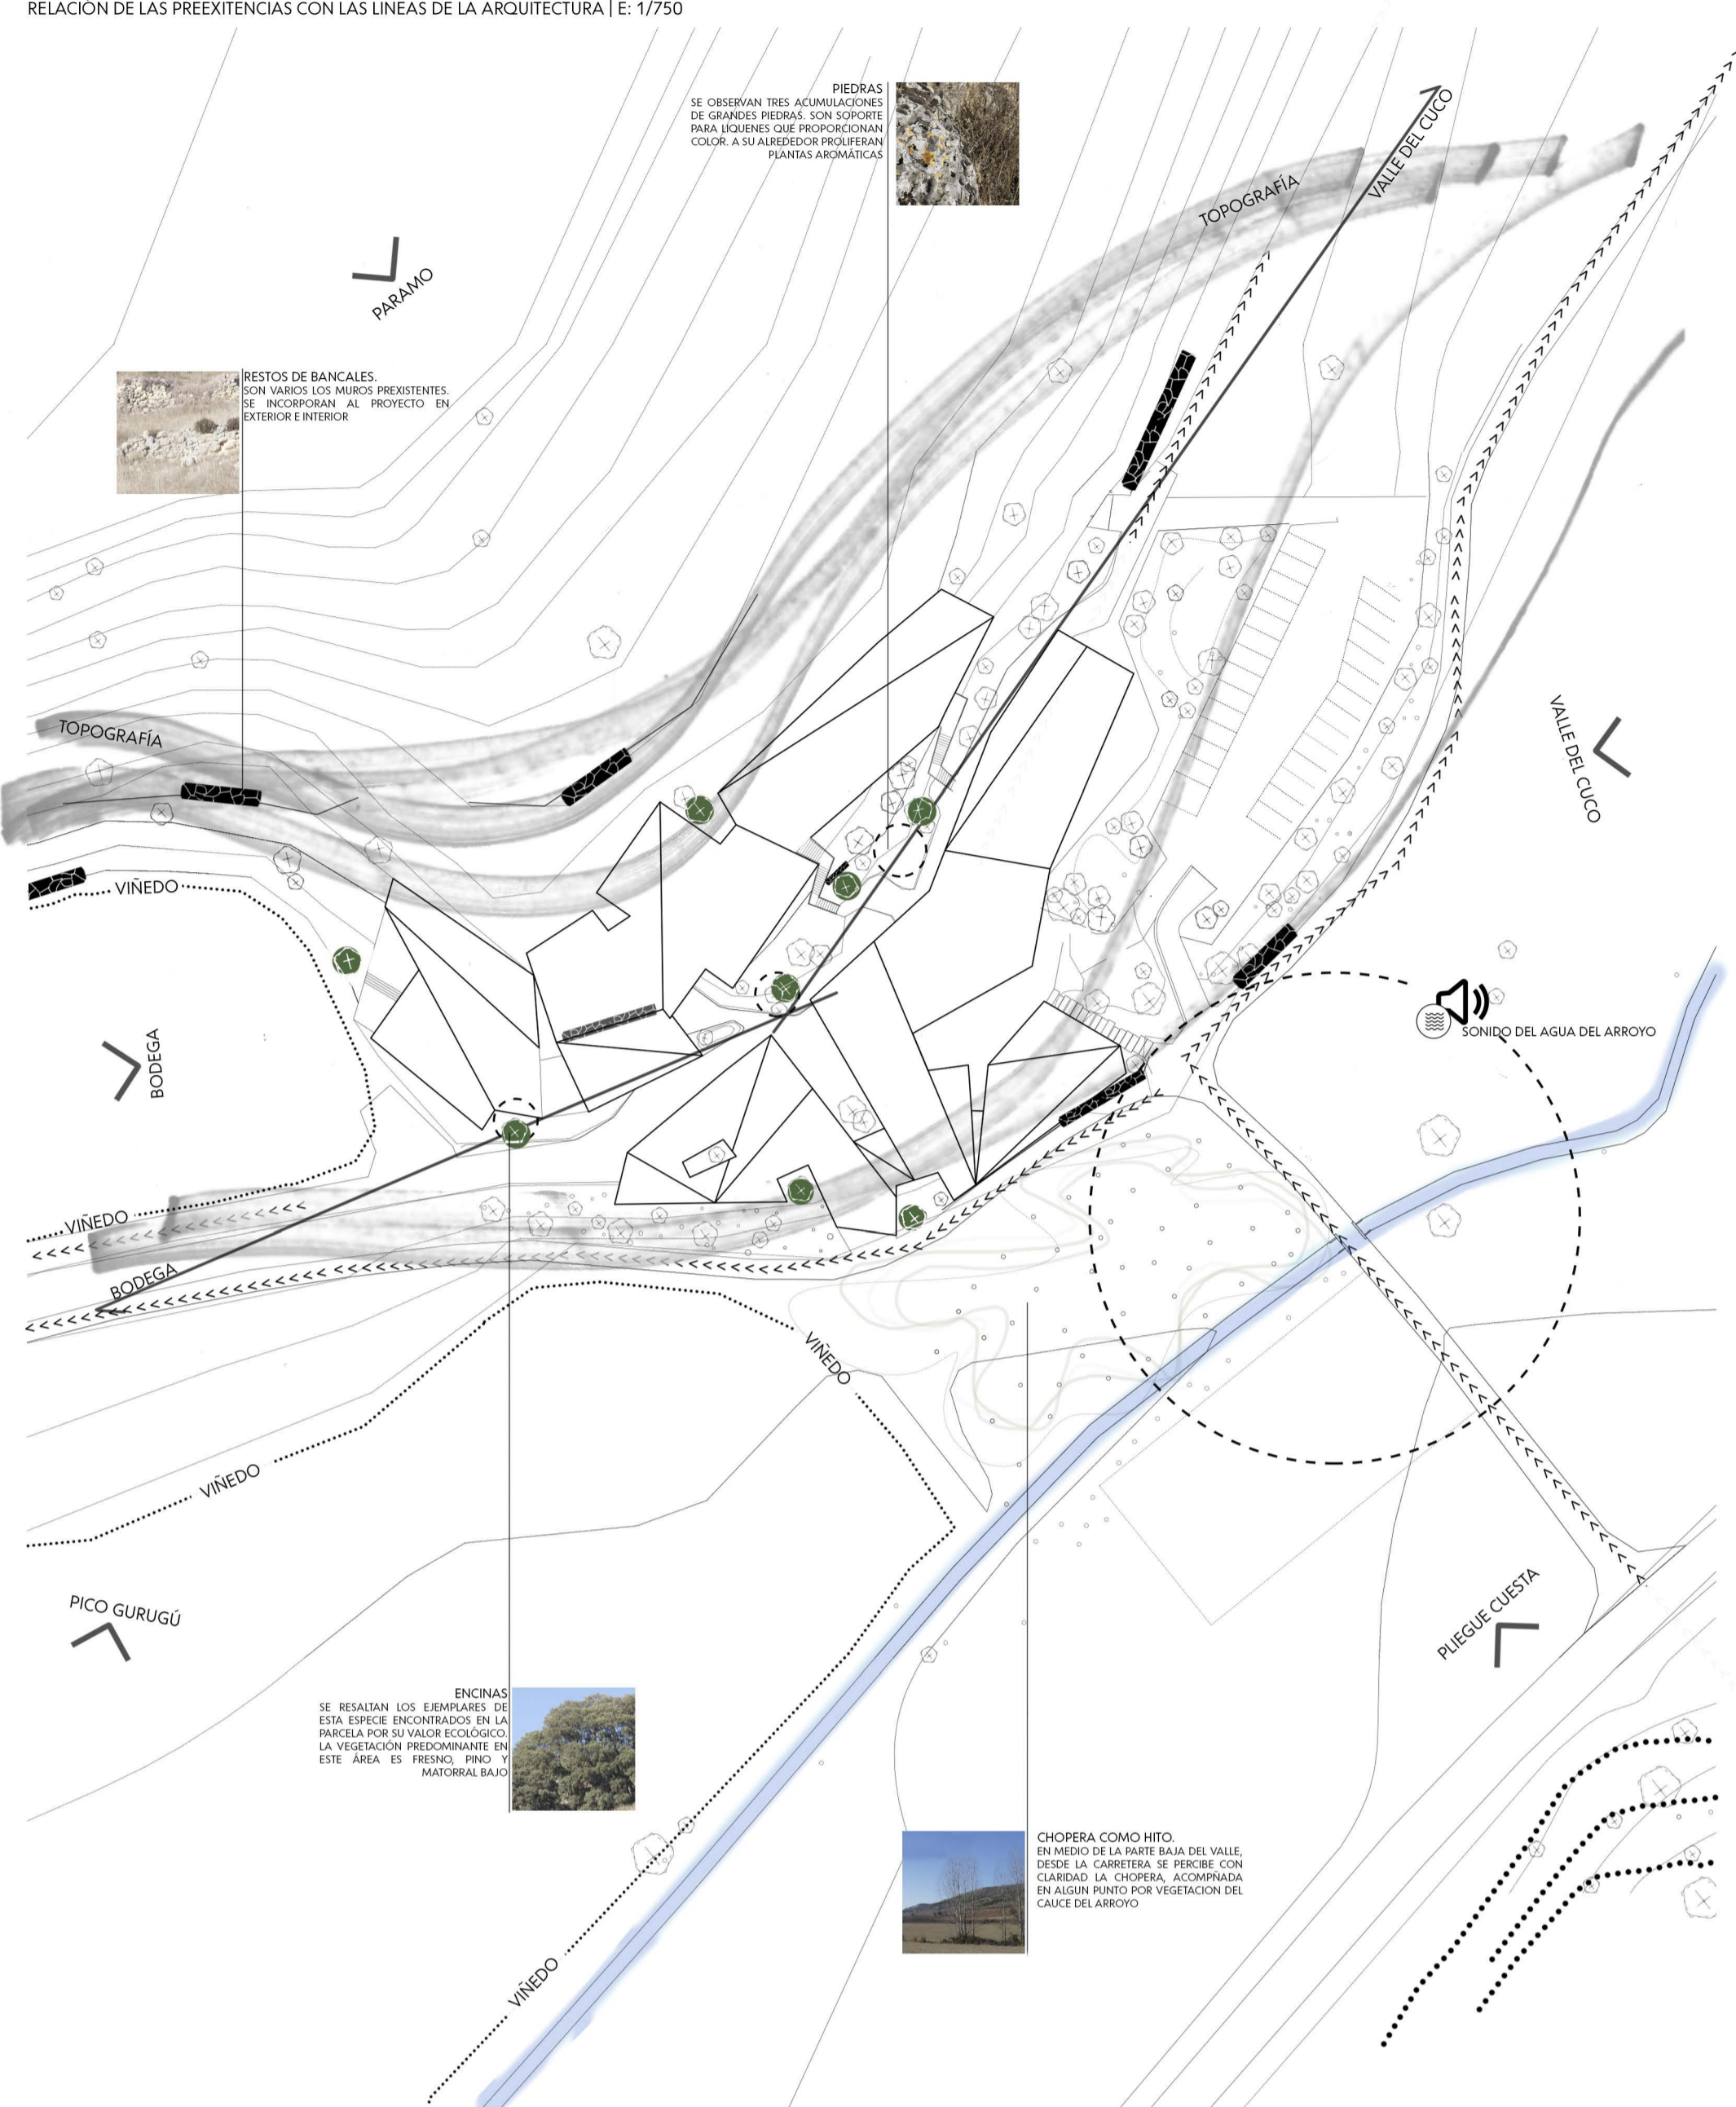 RELACIÓN DE LAS PREEXITENCIAS CON LAS LINEAS DE LA ARQUITECTURA | E: 1/750
PIEDRAS
SE OBSERVAN TRES ACUMULACIONES
DE GRANDES PIEDRAS. SON SOPORTE
PARA LÍQUENES QUE PROPORCIONAN
COLOR. A SU ALREDEDOR PROLIFERAN
PLANTAS AROMÁTICAS
VALLE DEL CUCO
TOPOGRAFÍA
PARAMO
RESTOS DE BANCALES.
SON VARIOS LOS MUROS PREXISTENTES.
SE INCORPORAN AL PROYECTO EN
EXTERIOR E INTERIOR
TOPOGRAFÍA
VALLE DEL CUCO
VIÑEDO
BODEGA
SONIDO DEL AGUA DEL ARROYO
VIÑEDO
BODEGA
VIÑEDO
VIÑEDO
PICO GURUGÚ
PLIEGUE CUESTA
ENCINAS
SE RESALTAN LOS EJEMPLARES DE
ESTA ESPECIE ENCONTRADOS EN LA
PARCELA POR SU VALOR ECOLÓGICO.
LA VEGETACIÓN PREDOMINANTE EN
ESTE ÁREA ES FRESNO, PINO Y
MATORRAL BAJO
CHOPERA COMO HITO.
EN MEDIO DE LA PARTE BAJA DEL VALLE,
DESDE LA CARRETERA SE PERCIBE CON
CLARIDAD LA CHOPERA, ACOMPÑADA
EN ALGUN PUNTO POR VEGETACION DEL
CAUCE DEL ARROYO
VIÑEDO